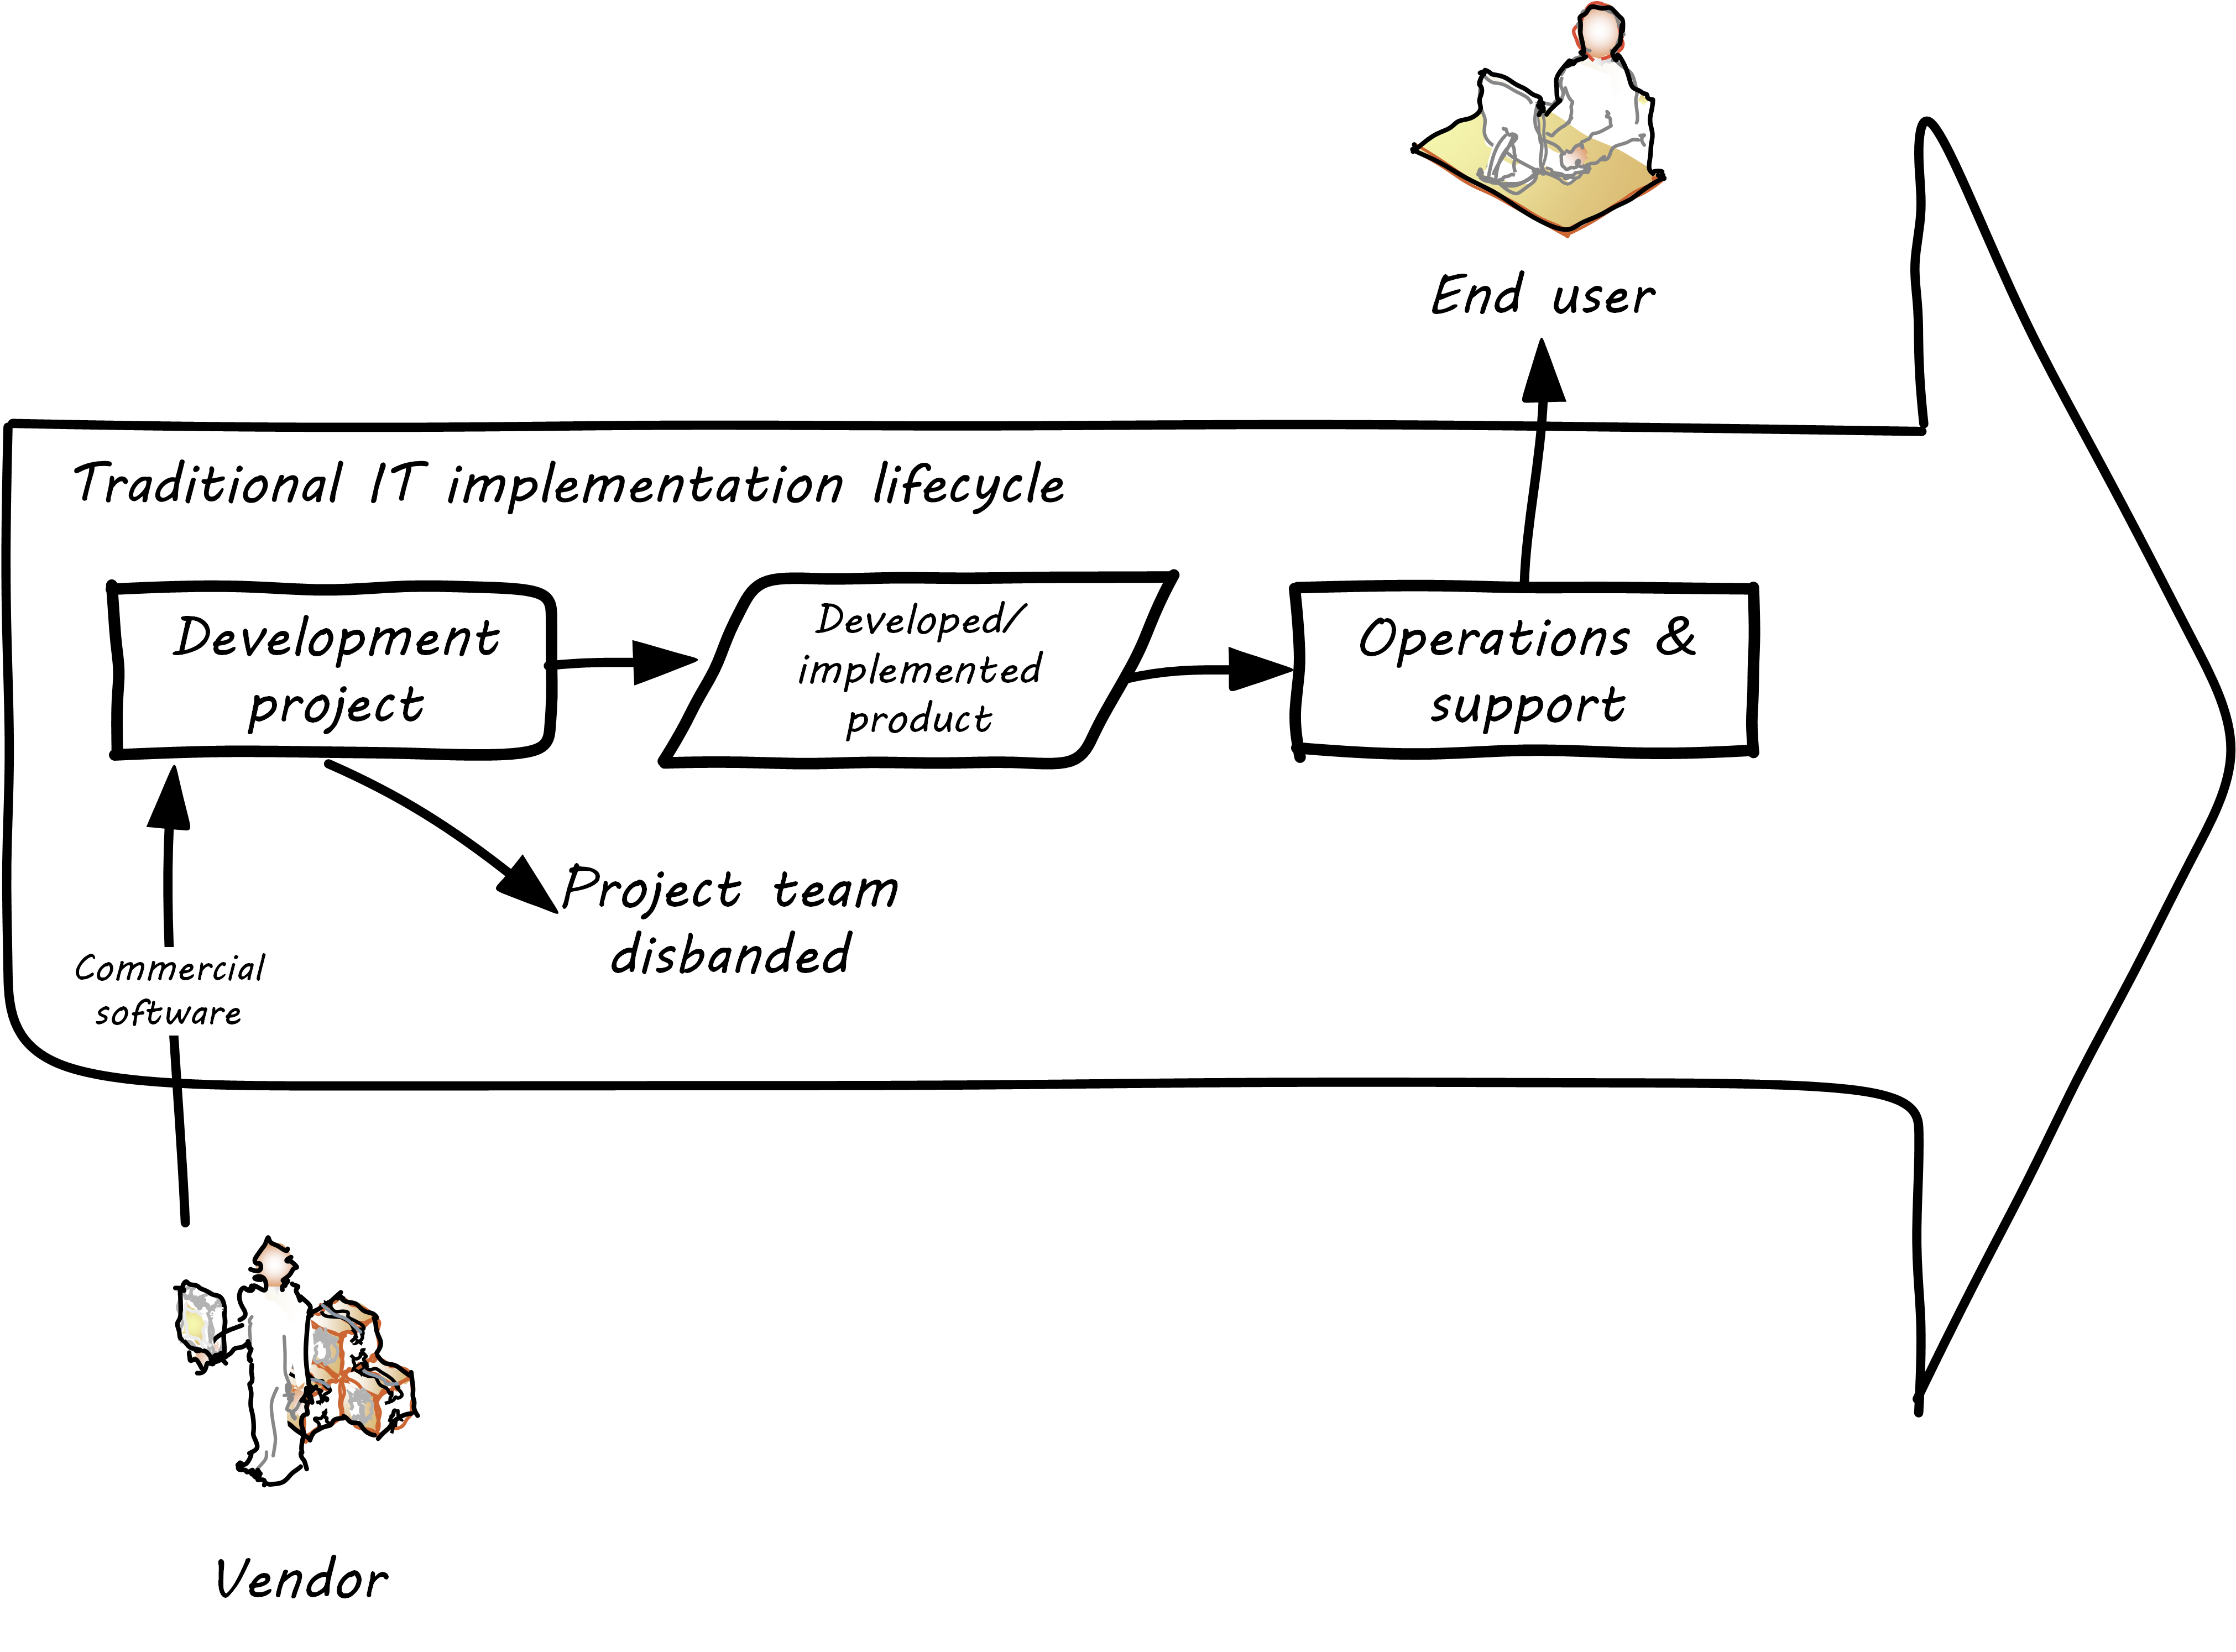 End user
Traditional IT implementation lifecycle
Development
project
Developed/
implemented
product
Operations &
support
Project team
disbanded
Commercial
software
Vendor